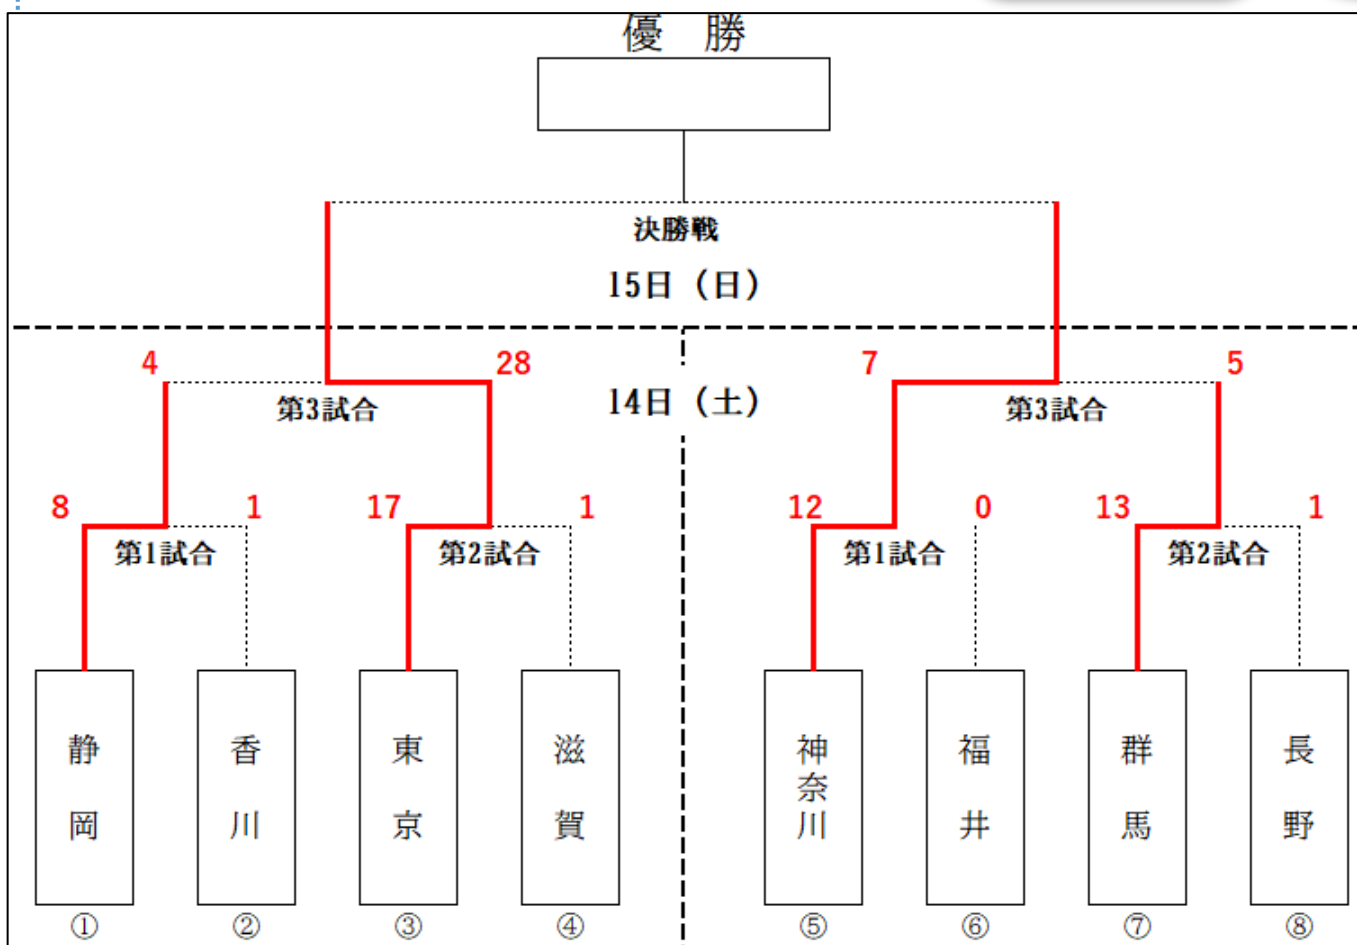 優 勝
決勝戦
15日（日）
4 28 7 5
第3試合 14日（土） 第3試合
8 1 17 1 12 0 13 1
第1試合 第2試合 第1試合 第2試合
静岡 香川 東京 滋賀 神奈川 福井 群馬 長野
① ② ③ ④ ⑤ ⑥ ⑦ ⑧